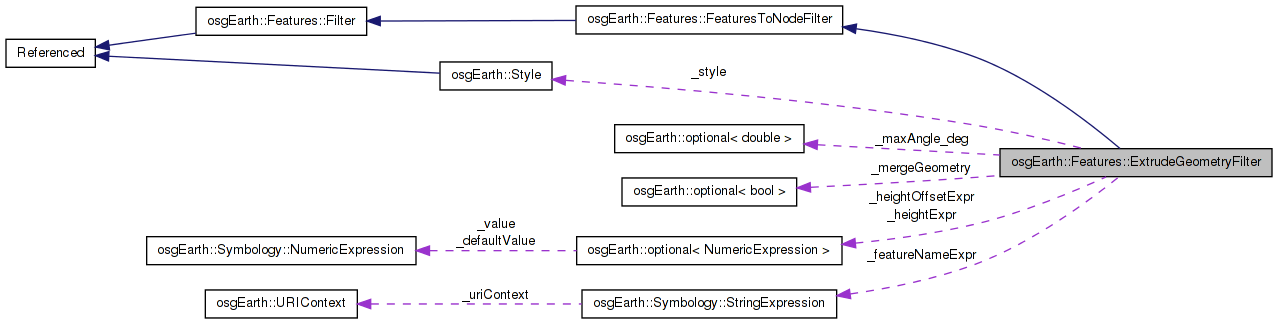 osgEarth::Features::Filter
osgEarth::Features::FeaturesToNodeFilter
Referenced
osgEarth::Style
_style
osgEarth::optional< double >
_maxAngle_deg
osgEarth::Features::ExtrudeGeometryFilter
_mergeGeometry
osgEarth::optional< bool >
_heightOffsetExpr
_heightExpr
_value
_defaultValue
osgEarth::Symbology::NumericExpression
osgEarth::optional< NumericExpression >
_featureNameExpr
_uriContext
osgEarth::URIContext
osgEarth::Symbology::StringExpression